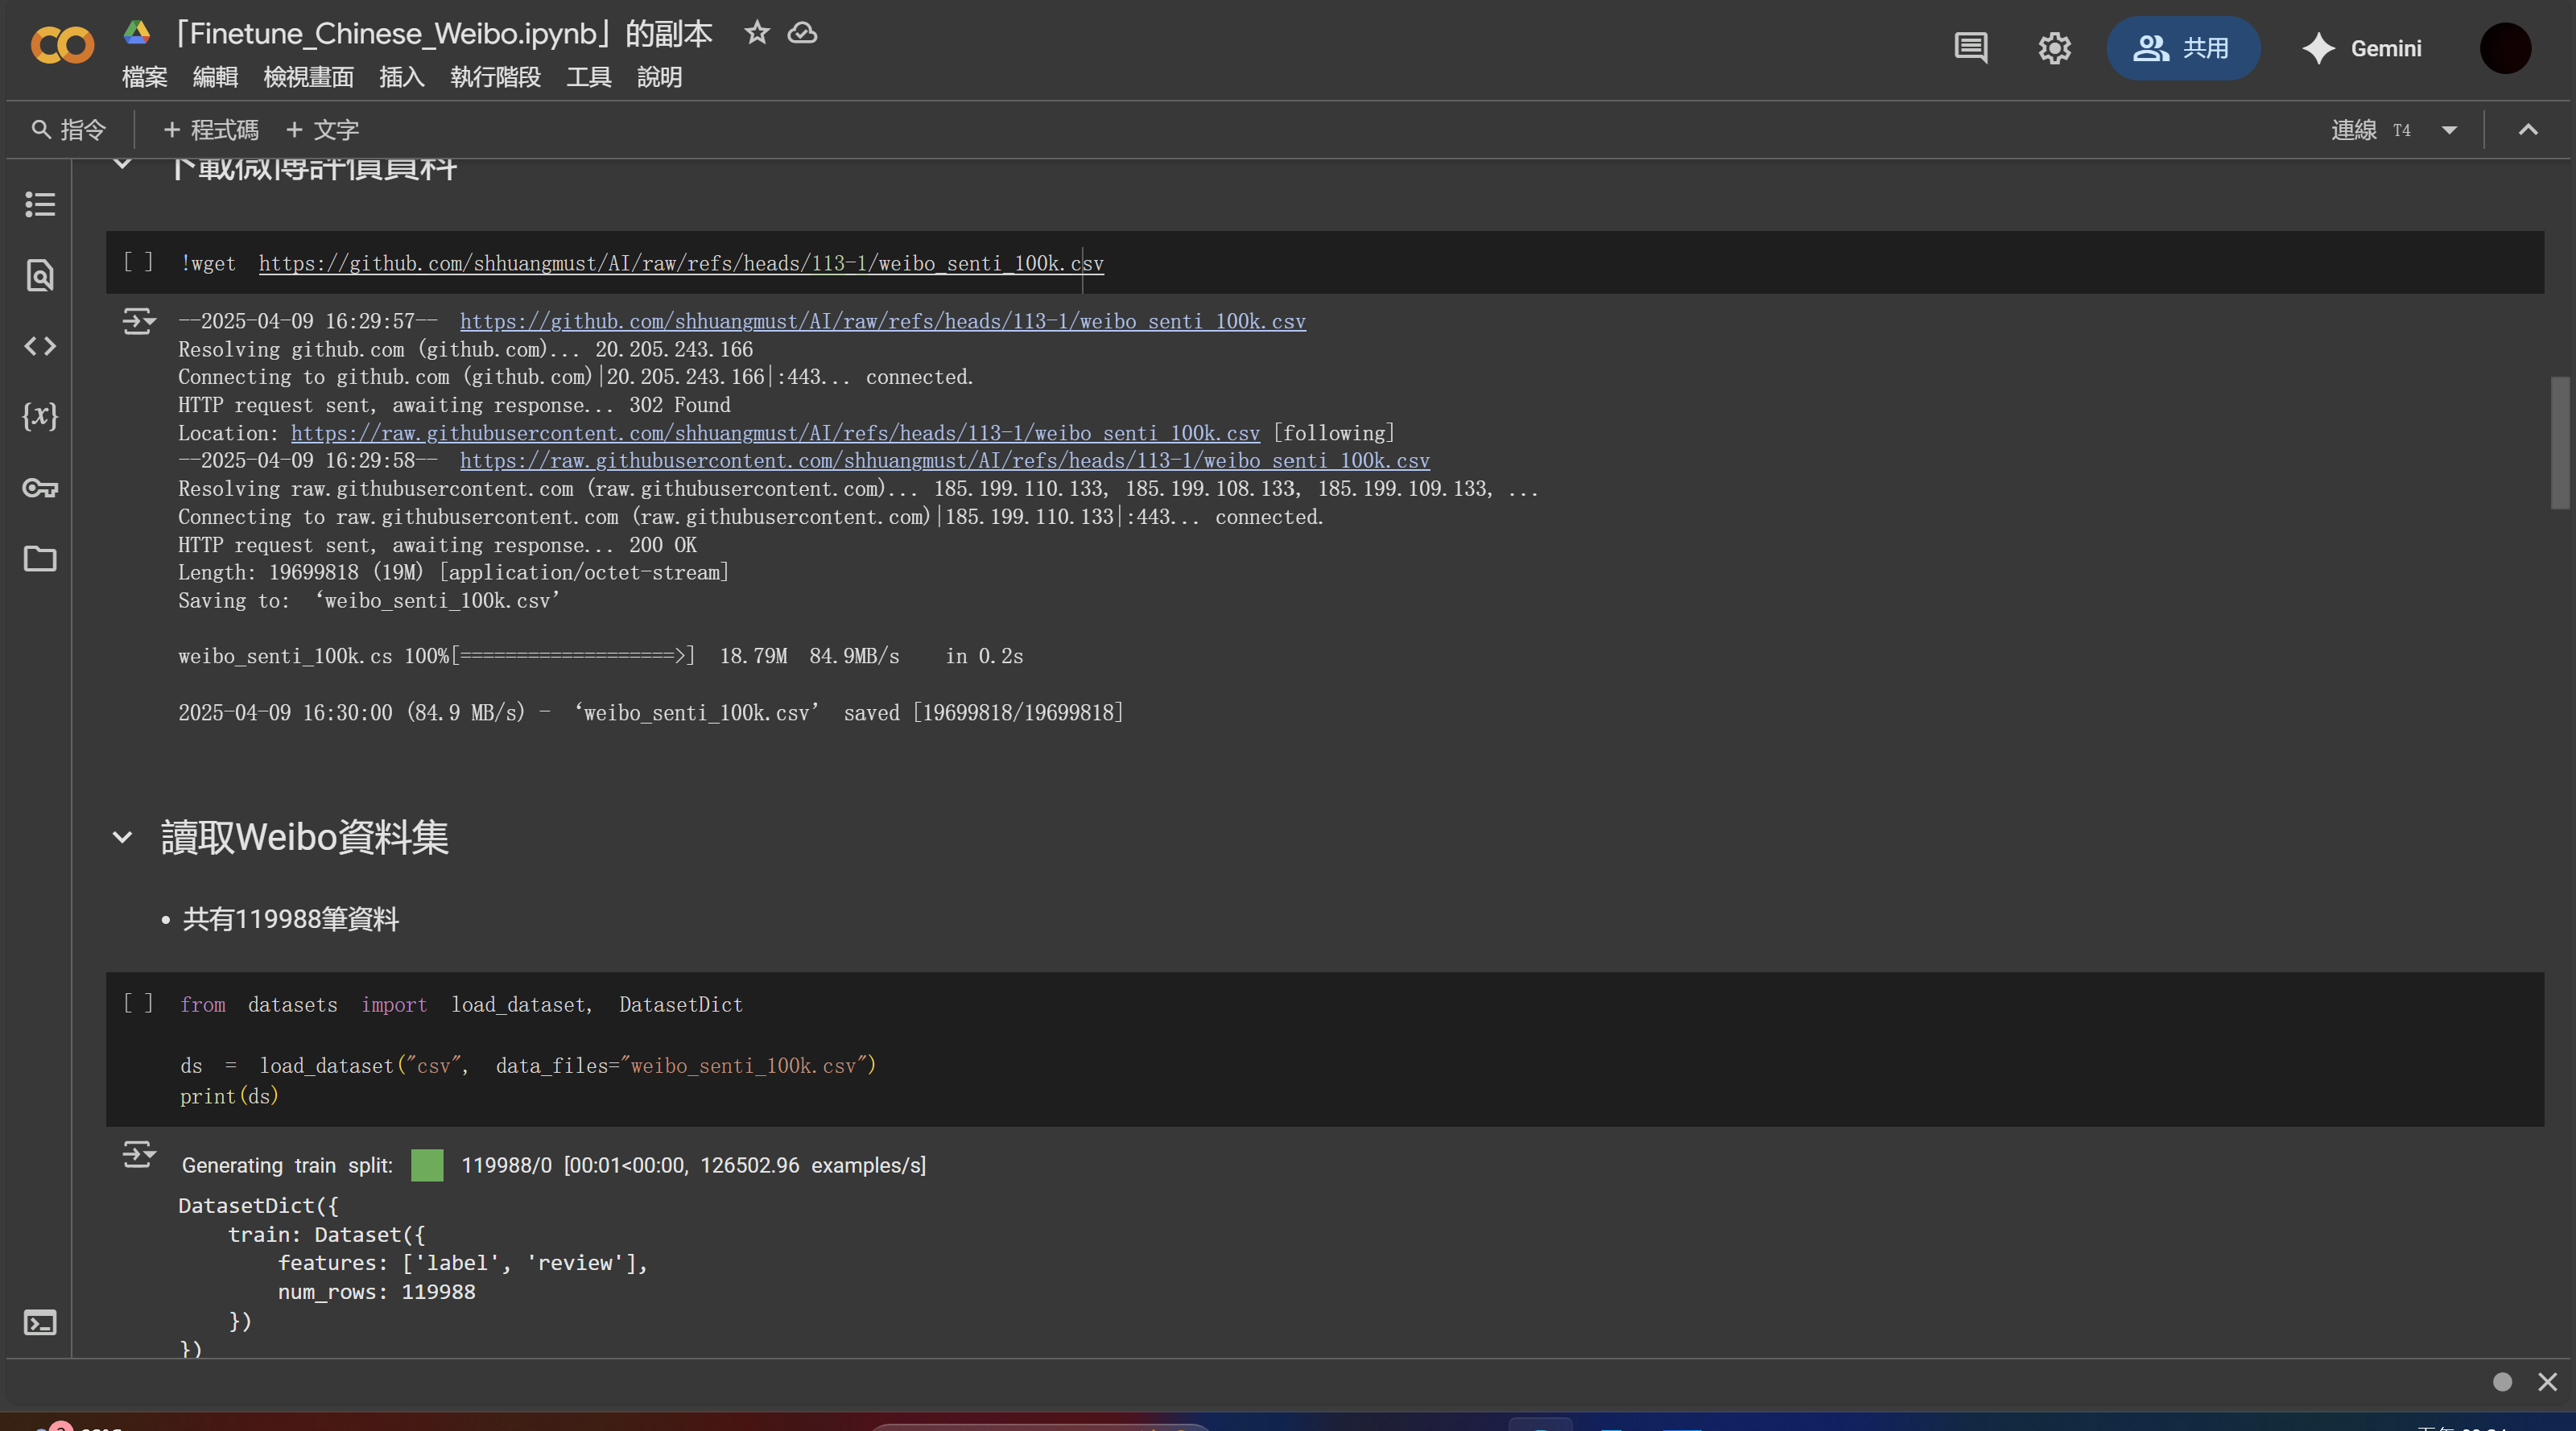 「Finetune_Chinese_Weibo.ipynb」的副本
檔案 編輯 檢視畫面 插入 執行階段 工具 說明
共用 Gemini
指令 + 程式碼 + 文字
連線 T4
下載微博評價資料
[ ] !wget https://github.com/shhuangmust/AI/raw/refs/heads/113-1/weibo_senti_100k.csv
--2025-04-09 16:29:57-- https://github.com/shhuangmust/AI/raw/refs/heads/113-1/weibo_senti_100k.csv
Resolving github.com (github.com)... 20.205.243.166
Connecting to github.com (github.com)|20.205.243.166|:443... connected.
HTTP request sent, awaiting response... 302 Found
Location: https://raw.githubusercontent.com/shhuangmust/AI/refs/heads/113-1/weibo_senti_100k.csv [following]
--2025-04-09 16:29:58-- https://raw.githubusercontent.com/shhuangmust/AI/refs/heads/113-1/weibo_senti_100k.csv
Resolving raw.githubusercontent.com (raw.githubusercontent.com)... 185.199.110.133, 185.199.108.133, 185.199.109.133, ...
Connecting to raw.githubusercontent.com (raw.githubusercontent.com)|185.199.110.133|:443... connected.
HTTP request sent, awaiting response... 200 OK
Length: 19699818 (19M) [application/octet-stream]
Saving to: ‘weibo_senti_100k.csv’
weibo_senti_100k.cs 100%[===================>] 18.79M 84.9MB/s in 0.2s
2025-04-09 16:30:00 (84.9 MB/s) - ‘weibo_senti_100k.csv’ saved [19699818/19699818]
讀取Weibo資料集
• 共有119988筆資料
[ ] from datasets import load_dataset, DatasetDict
ds = load_dataset("csv", data_files="weibo_senti_100k.csv")
print(ds)
Generating train split: 119988/0 [00:01<00:00, 126502.96 examples/s]
DatasetDict({
train: Dataset({
features: ['label', 'review'],
num_rows: 119988
})
})